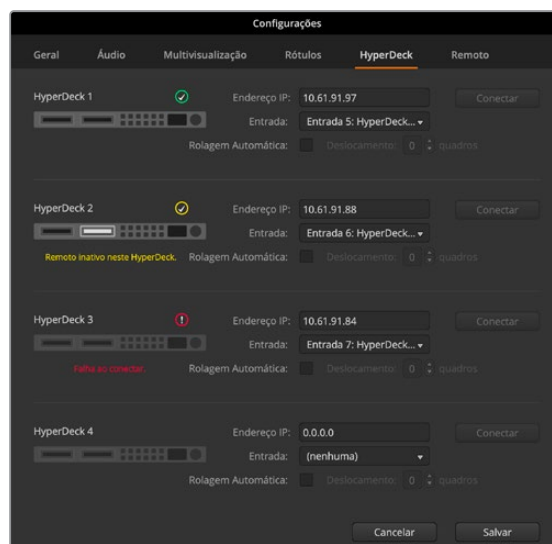 Configurações
Geral Áudio Multivisualização Rótulos HyperDeck Remoto
HyperDeck 1 Endereço IP: 10.61.91.97 Conectar
Entrada: Entrada 5: HyperDeck...
Rolagem Automática: Deslocamento: 0 quadros
HyperDeck 2 Endereço IP: 10.61.91.88 Conectar
Entrada: Entrada 6: HyperDeck...
Remoto inativo neste HyperDeck. Rolagem Automática: Deslocamento: 0 quadros
HyperDeck 3 Endereço IP: 10.61.91.84 Conectar
Entrada: Entrada 7: HyperDeck...
Falha ao conectar. Rolagem Automática: Deslocamento: 0 quadros
HyperDeck 4 Endereço IP: 0.0.0.0 Conectar
Entrada: (nenhuma)
Rolagem Automática: Deslocamento: 0 quadros
Cancelar Salvar